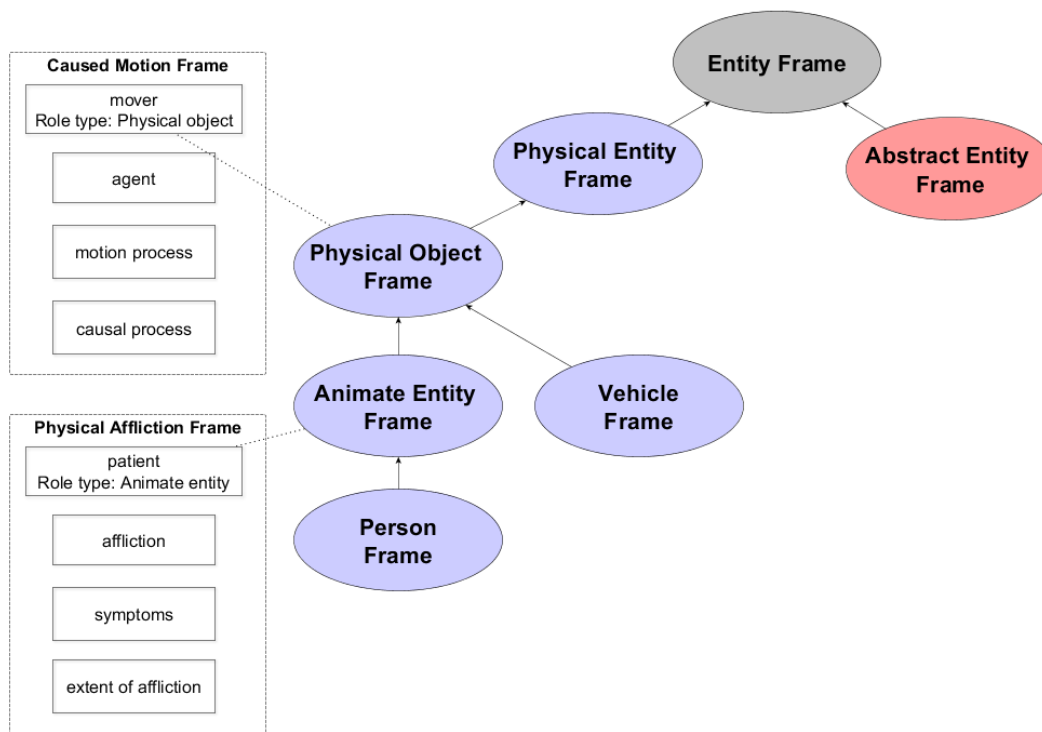 Caused Motion Frame
mover
Role type: Physical object
agent
motion process
causal process
Physical Affliction Frame
patient
Role type: Animate entity
affliction
symptoms
extent of affliction
Entity Frame
Physical Entity
Frame
Abstract Entity
Frame
Physical Object
Frame
Animate Entity
Frame
Vehicle
Frame
Person
Frame